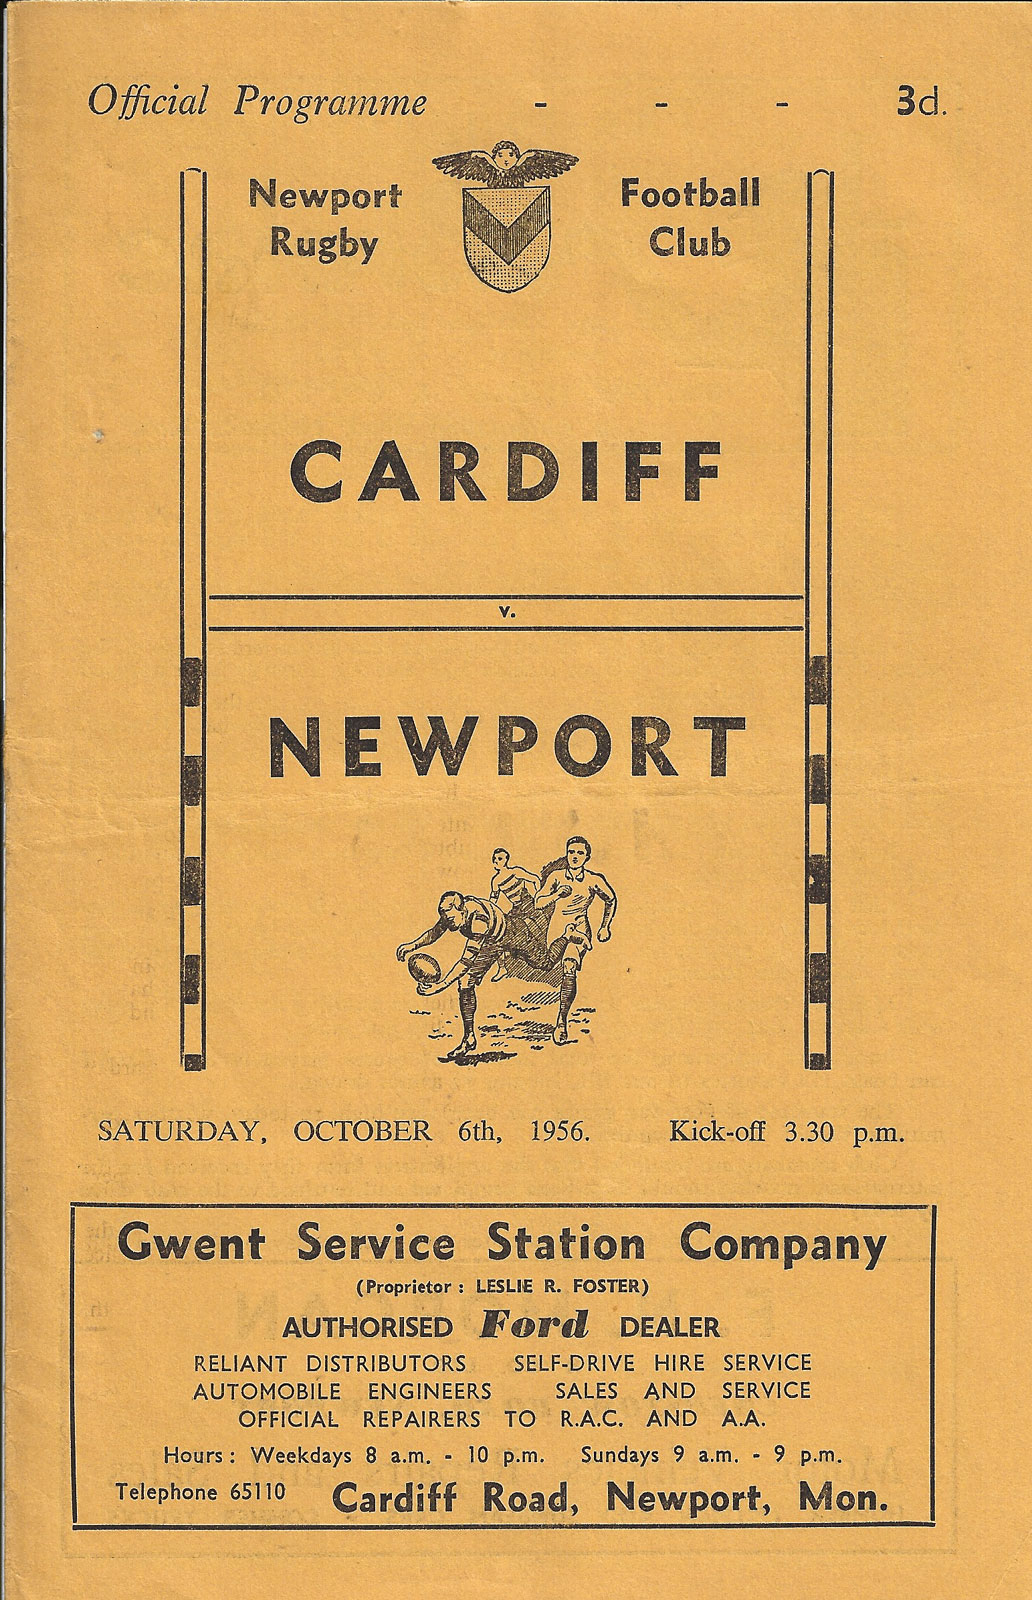 Official Programme - - - 3d.
Newport Football
Rugby Club
CARDIFF
v.
NEWPORT
SATURDAY, OCTOBER 6th, 1956. Kick-off 3.30 p.m.
Gwent Service Station Company
(Proprietor : LESLIE R. FOSTER)
AUTHORISED Ford DEALER
RELIANT DISTRIBUTORS SELF-DRIVE HIRE SERVICE
AUTOMOBILE ENGINEERS SALES AND SERVICE
OFFICIAL REPAIRERS TO R.A.C. AND A.A.
Hours : Weekdays 8 a.m. - 10 p.m. Sundays 9 a.m. - 9 p.m.
Telephone 65110 Cardiff Road, Newport, Mon.